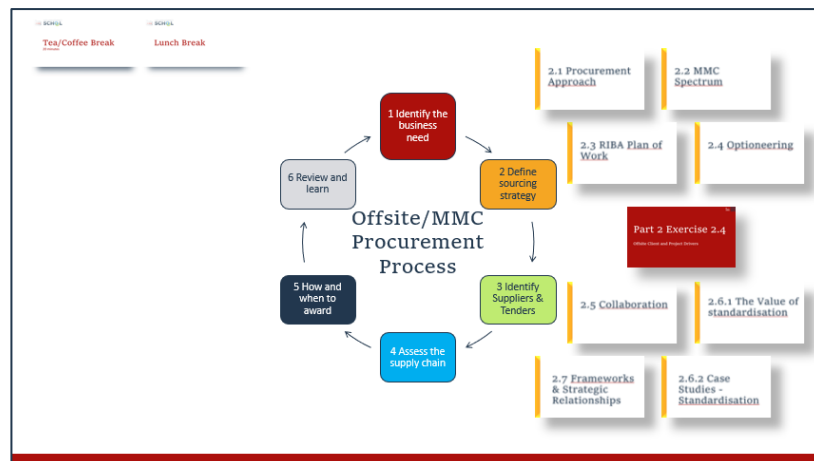 SCHOOL
SCHOOL
Tea/Coffee Break
Lunch Break
1 Identify the
business
need
2 Define
sourcing
strategy
3 Identify
Suppliers &
Tenders
4 Assess the
supply chain
5 How and
when to
award
6 Review and
learn
Offsite/MMC
Procurement
Process
2.1 Procurement
Approach
2.2 MMC
Spectrum
2.3 RIBA Plan of
Work
2.4 Optioneering
Part 2 Exercise 2.4
Offsite Client and Project Drivers
2.5 Collaboration
2.6.1 The Value of
standardisation
2.7 Frameworks
& Strategic
Relationships
2.6.2 Case
Studies -
Standardisation